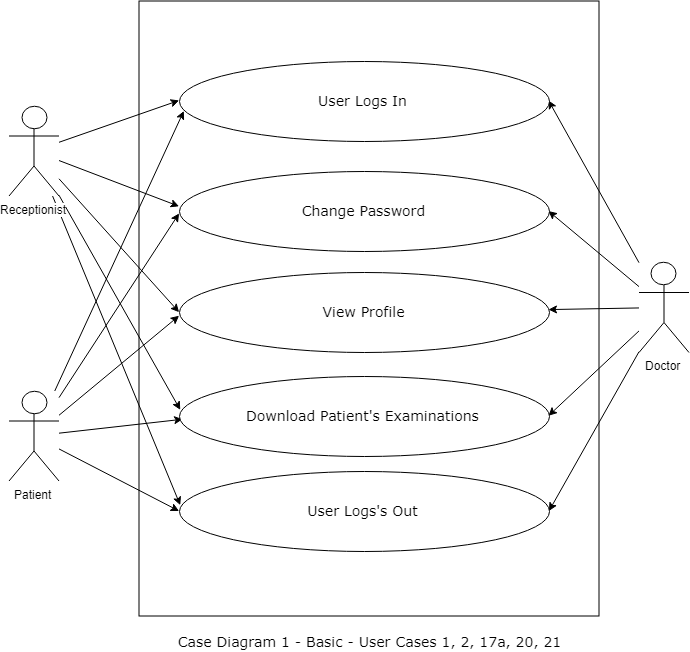 User Logs In
Receptionist
Change Password
View Profile
Doctor
Download Patient's Examinations
Patient
User Logs's Out
Case Diagram 1 - Basic - User Cases 1, 2, 17a, 20, 21